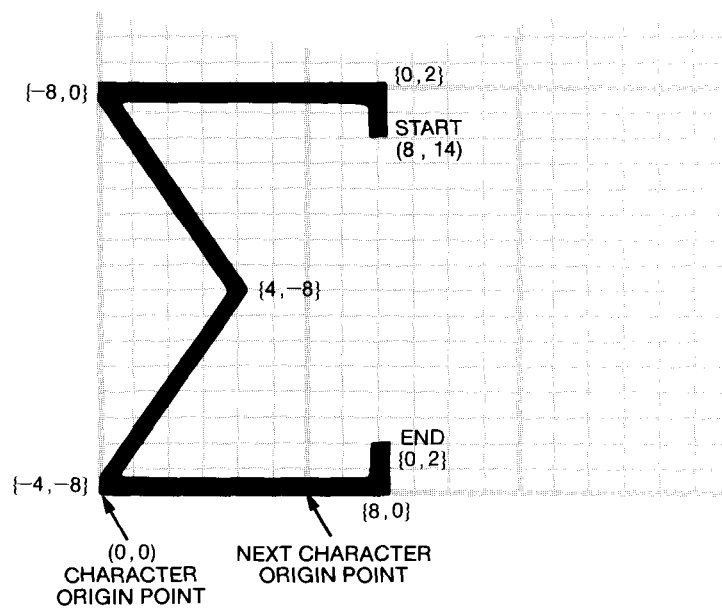 {0,2}
{−8,0}
START
(8 , 14)
{4,−8}
END
{0,2}
{−4,−8}
{8,0}
(0,0)
CHARACTER
ORIGIN POINT
NEXT CHARACTER
ORIGIN POINT